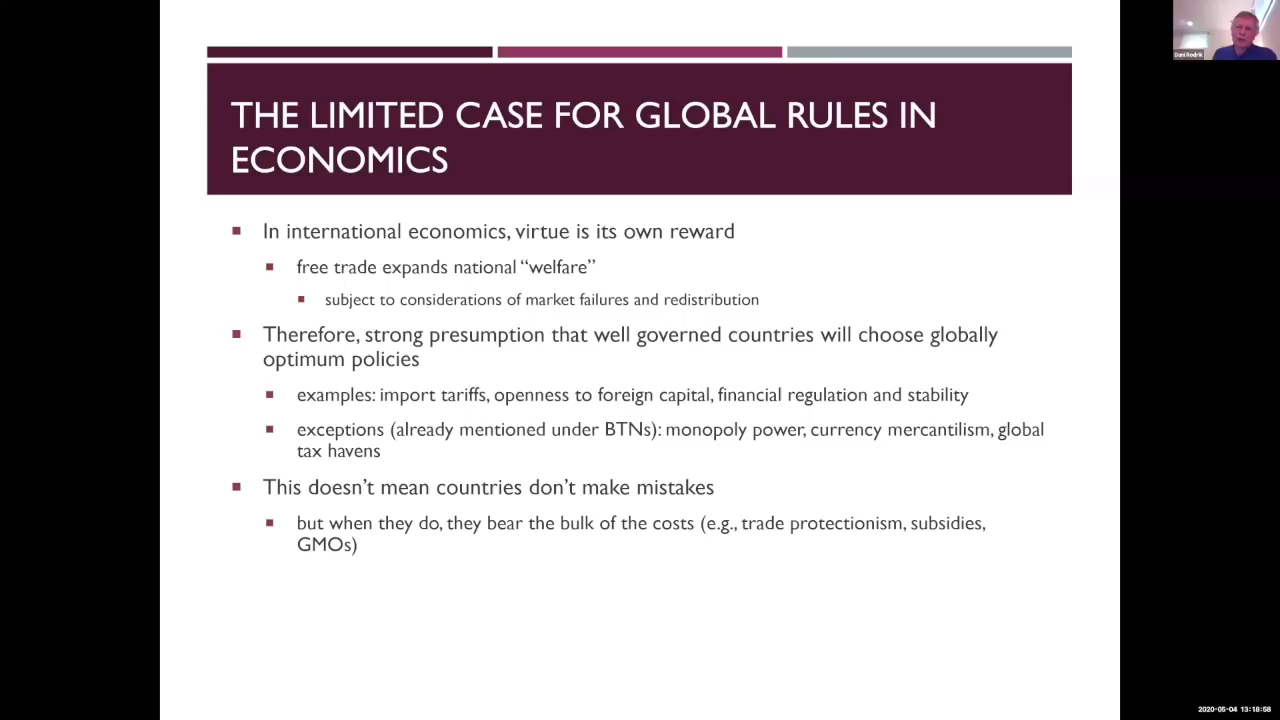 Dani Rodrik
THE LIMITED CASE FOR GLOBAL RULES IN
ECONOMICS
In international economics, virtue is its own reward
free trade expands national “welfare”
subject to considerations of market failures and redistribution
Therefore, strong presumption that well governed countries will choose globally
optimum policies
examples: import tariffs, openness to foreign capital, financial regulation and stability
exceptions (already mentioned under BTNs): monopoly power, currency mercantilism, global
tax havens
This doesn’t mean countries don’t make mistakes
but when they do, they bear the bulk of the costs (e.g., trade protectionism, subsidies,
GMOs)
2020-05-04 13:18:58